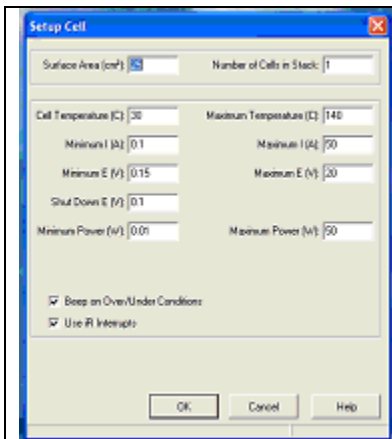 Setup Cell
Surface Area (cm²): 25 Number of Cells in Stack: 1
Cell Temperature (C): 30 Maximum Temperature (C): 140
Minimum I (A): 0.1 Maximum I (A): 50
Minimum E (V): 0.15 Maximum E (V): 20
Shut Down E (V): 0.1
Minimum Power (W): 0.01 Maximum Power (W): 50
Beep on Over/Under Conditions
Use iR Interrupts
OK Cancel Help